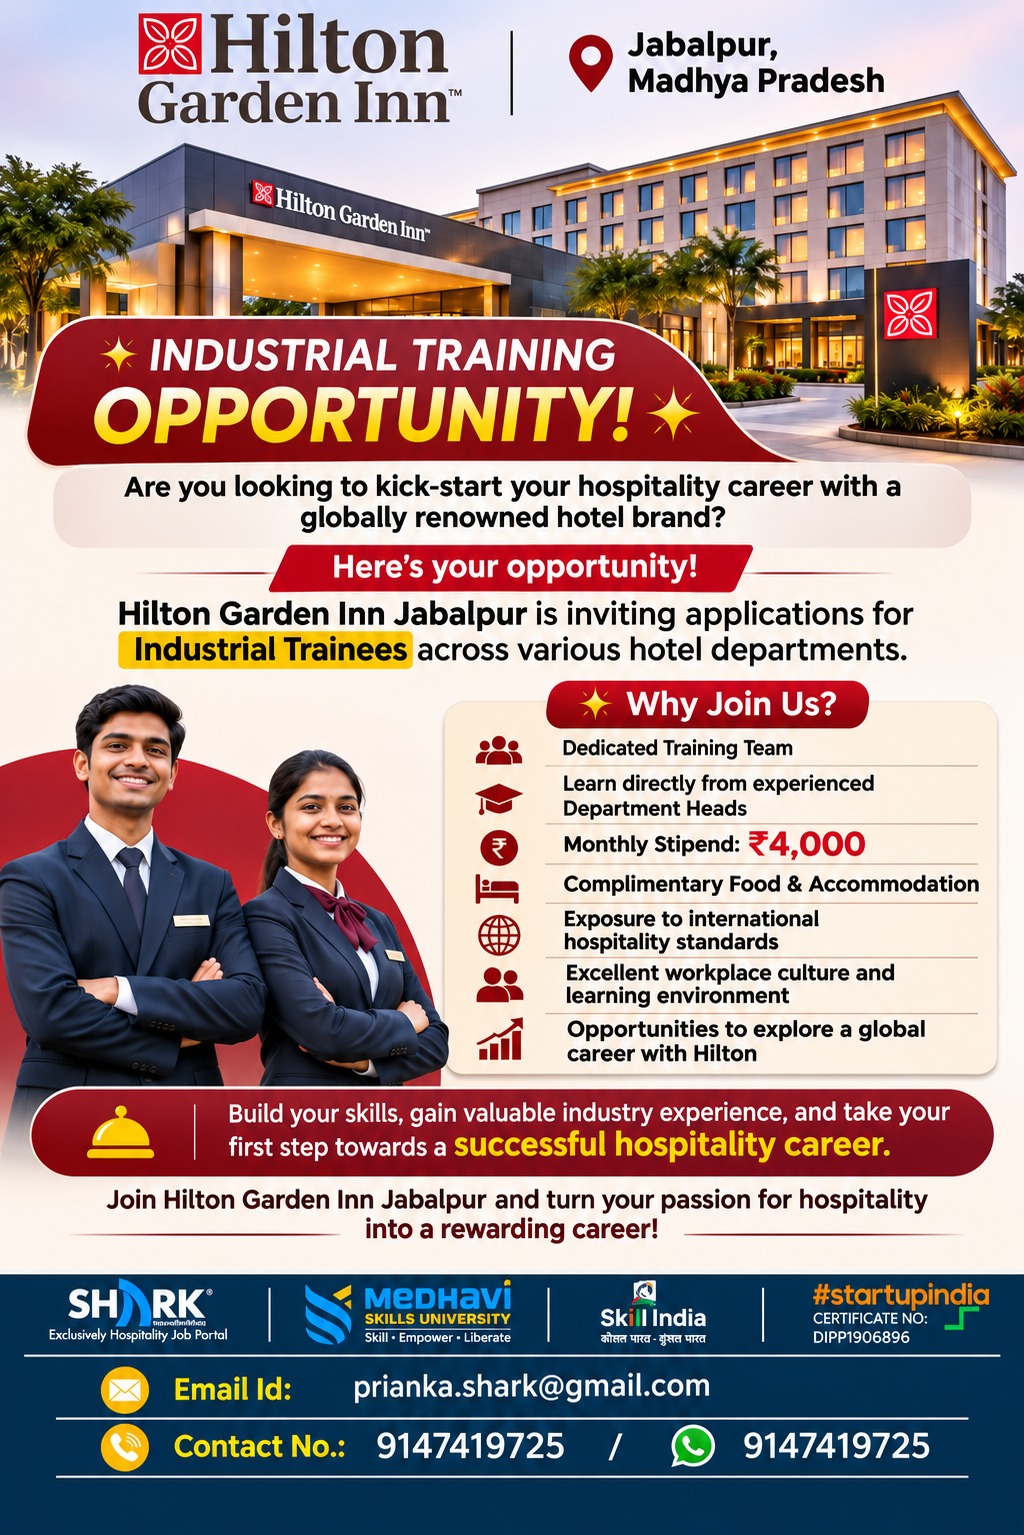 Hilton
Garden Inn™
Jabalpur,
Madhya Pradesh
Hilton Garden Inn™
INDUSTRIAL TRAINING
OPPORTUNITY!
Are you looking to kick-start your hospitality career with a
globally renowned hotel brand?
Here's your opportunity!
Hilton Garden Inn Jabalpur is inviting applications for
Industrial Trainees across various hotel departments.
Why Join Us?
Dedicated Training Team
Learn directly from experienced
Department Heads
Monthly Stipend: ₹4,000
Complimentary Food & Accommodation
Exposure to international
hospitality standards
Excellent workplace culture and
learning environment
Opportunities to explore a global
career with Hilton
Build your skills, gain valuable industry experience, and take your
first step towards a successful hospitality career.
Join Hilton Garden Inn Jabalpur and turn your passion for hospitality
into a rewarding career!
SHARK®
Exclusively Hospitality Job Portal
MEDHAVI
SKILLS UNIVERSITY
Skill • Empower • Liberate
Skill India
कौशल भारत - कुशल भारत
#startupindia
CERTIFICATE NO:
DIPP1906896
Email Id: prianka.shark@gmail.com
Contact No.: 9147419725 / 9147419725